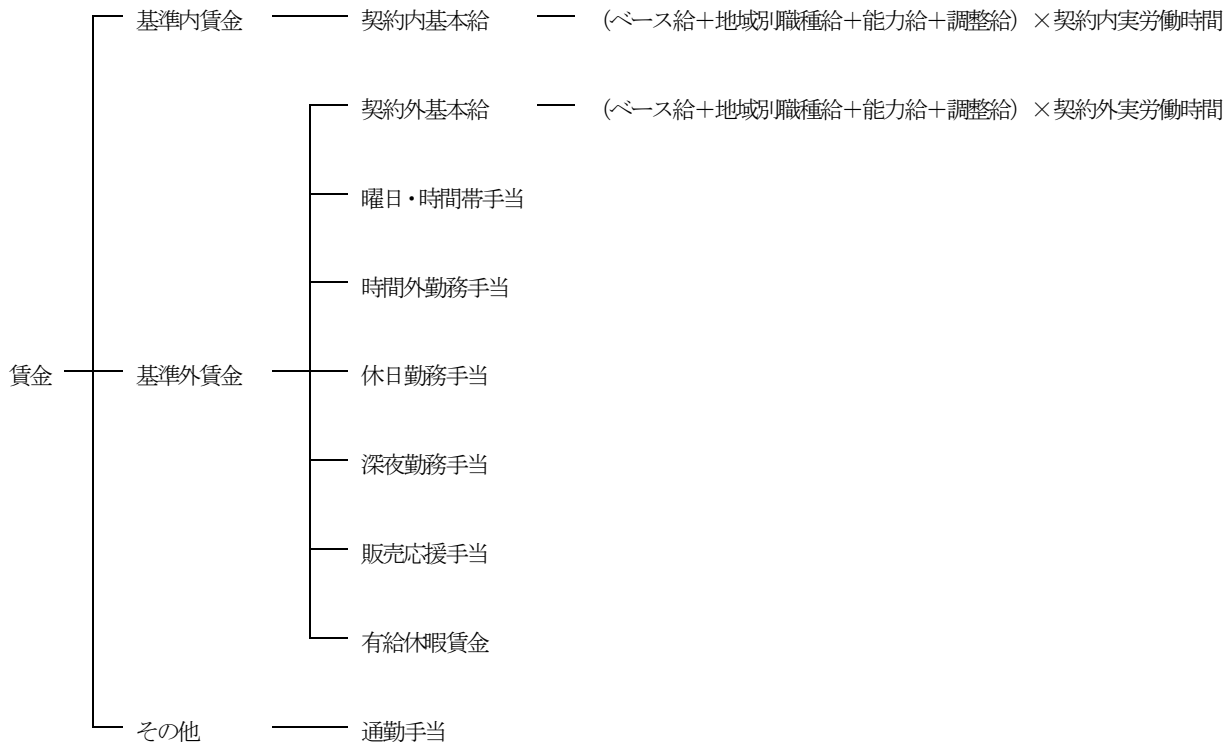 基準内賃金 契約内基本給 (ベース給+地域別職種給+能力給+調整給)×契約内実労働時間
契約外基本給 (ベース給+地域別職種給+能力給+調整給)×契約外実労働時間
曜日・時間帯手当
時間外勤務手当
賃金 基準外賃金 休日勤務手当
深夜勤務手当
販売応援手当
有給休暇賃金
その他 通勤手当